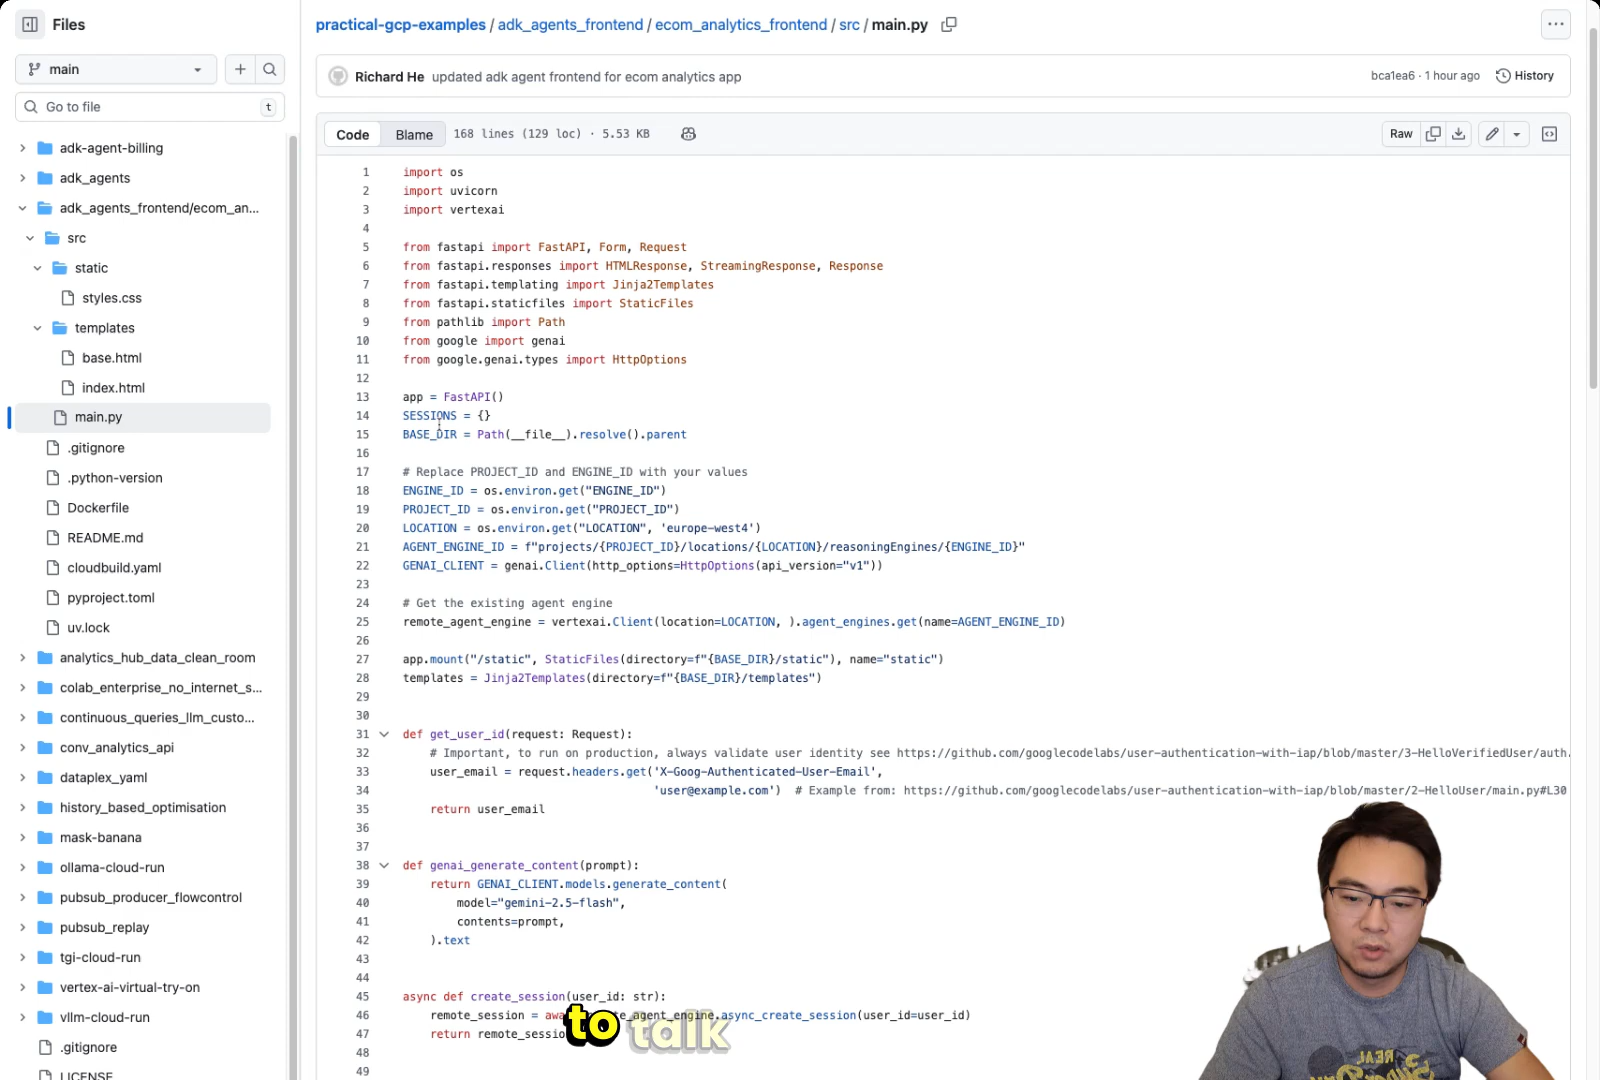 Files
main
Go to file
t
adk-agent-billing
adk_agents
adk_agents_frontend/ecom_an...
src
static
styles.css
templates
base.html
index.html
main.py
.gitignore
.python-version
Dockerfile
README.md
cloudbuild.yaml
pyproject.toml
uv.lock
analytics_hub_data_clean_room
colab_enterprise_no_internet_s...
continuous_queries_llm_custo...
conv_analytics_api
dataplex_yaml
history_based_optimisation
mask-banana
ollama-cloud-run
pubsub_producer_flowcontrol
pubsub_replay
tgi-cloud-run
vertex-ai-virtual-try-on
vllm-cloud-run
.gitignore
LICENSE
practical-gcp-examples / adk_agents_frontend / ecom_analytics_frontend / src / main.py
Richard He updated adk agent frontend for ecom analytics app
bca1ea6 · 1 hour ago History
Code Blame 168 lines (129 loc) · 5.53 KB
Raw
1 import os
2 import uvicorn
3 import vertexai
4
5 from fastapi import FastAPI, Form, Request
6 from fastapi.responses import HTMLResponse, StreamingResponse, Response
7 from fastapi.templating import Jinja2Templates
8 from fastapi.staticfiles import StaticFiles
9 from pathlib import Path
10 from google import genai
11 from google.genai.types import HttpOptions
12
13 app = FastAPI()
14 SESSIONS = {}
15 BASE_DIR = Path(__file__).resolve().parent
16
17 # Replace PROJECT_ID and ENGINE_ID with your values
18 ENGINE_ID = os.environ.get("ENGINE_ID")
19 PROJECT_ID = os.environ.get("PROJECT_ID")
20 LOCATION = os.environ.get("LOCATION", 'europe-west4')
21 AGENT_ENGINE_ID = f"projects/{PROJECT_ID}/locations/{LOCATION}/reasoningEngines/{ENGINE_ID}"
22 GENAI_CLIENT = genai.Client(http_options=HttpOptions(api_version="v1"))
23
24 # Get the existing agent engine
25 remote_agent_engine = vertexai.Client(location=LOCATION, ).agent_engines.get(name=AGENT_ENGINE_ID)
26
27 app.mount("/static", StaticFiles(directory=f"{BASE_DIR}/static"), name="static")
28 templates = Jinja2Templates(directory=f"{BASE_DIR}/templates")
29
30
31 def get_user_id(request: Request):
32 # Important, to run on production, always validate user identity see https://github.com/googlecodelabs/user-authentication-with-iap/blob/master/3-HelloVerifiedUser/auth.
33 user_email = request.headers.get('X-Goog-Authenticated-User-Email',
34 'user@example.com') # Example from: https://github.com/googlecodelabs/user-authentication-with-iap/blob/master/2-HelloUser/main.py#L30
35 return user_email
36
37
38 def genai_generate_content(prompt):
39 return GENAI_CLIENT.models.generate_content(
40 model="gemini-2.5-flash",
41 contents=prompt,
42 ).text
43
44
45 async def create_session(user_id: str):
46 remote_session = agent_engine.async_create_session(user_id=user_id)
47 return
48
49
to talk
REAL